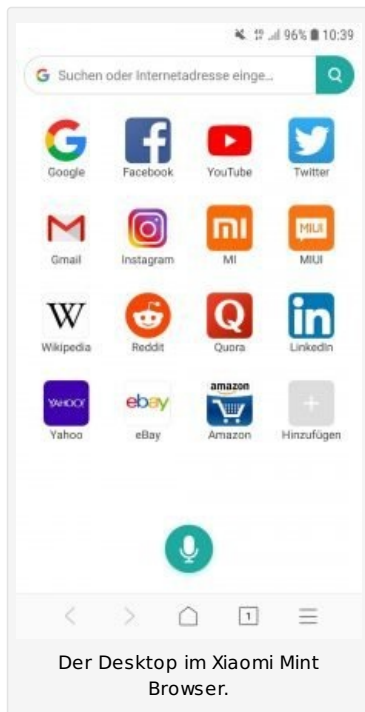 96% 10:39
G Suchen oder Internetadresse einge...
Google Facebook YouTube Twitter
Gmail Instagram MI MIUI
Wikipedia Reddit Quora LinkedIn
YAHOO! amazon
Yahoo eBay Amazon Hinzufügen
1
Der Desktop im Xiaomi Mint
Browser.